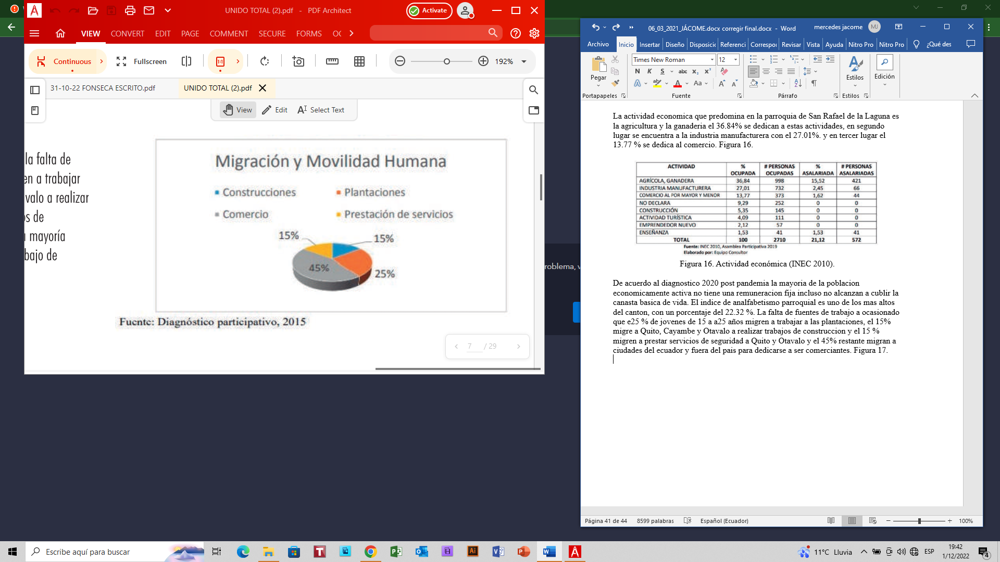 UNIDO TOTAL (2).pdf - PDF Architect
Activate
VIEW CONVERT EDIT PAGE COMMENT SECURE FORMS OC
Continuous Fullscreen 192%
31-10-22 FONSECA ESCRITO.pdf UNIDO TOTAL (2).pdf
View Edit Select Text
la falta de
en a trabajar
valo a realizar
os de
mayoría
bajo de
Migración y Movilidad Humana
Construcciones Plantaciones
Comercio Prestación de servicios
15% 15%
45% 25%
Fuente: Diagnóstico participativo, 2015
7 / 29
roblema, v
06_03_2021_JÁCOME.docx corregir final.docx - Word mercedes jacome MJ
Archivo Inicio Insertar Diseño Disposició Referenci Correspon Revisar Vista Ayuda Nitro Pro Nitro Pro ¿Qué des
Pegar Times New Roman 12 Estilos Edición
N K S abc x₂ x²
A Aa A A
Portapapeles Fuente Párrafo Estilos
La actividad economica que predomina en la parroquia de San Rafael de la Laguna es
la agricultura y la ganaderia el 36.84% se dedican a estas actividades, en segundo
lugar se encuentra a la industria manufacturera con el 27.01%. y en tercer lugar el
13.77 % se dedica al comercio. Figura 16.
ACTIVIDAD % OCUPADA # PERSONAS OCUPADAS % ASALARIADA # PERSONAS ASALARIADAS
AGRÍCOLA, GANADERA 36,84 998 15,52 421
INDUSTRIA MANUFACTURERA 27,01 732 2,45 66
COMERCIO AL POR MAYOR Y MENOR 13,77 373 1,62 44
NO DECLARA 9,29 252 0 0
CONSTRUCCIÓN 5,35 145 0 0
ACTIVIDAD TURÍSTICA 4,09 111 0 0
EMPRENDEDOR NUEVO 2,12 57 0 0
ENSEÑANZA 1,53 41 1,53 41
TOTAL 100 2710 21,12 572
Fuente: INEC 2010, Asamblea Participativa 2019
Elaborado por: Equipo Consultor
Figura 16. Actividad económica (INEC 2010).
De acuerdo al diagnostico 2020 post pandemia la mayoria de la poblacion
economicamente activa no tiene una remuneracion fija incluso no alcanzan a cublir la
canasta basica de vida. El indice de analfabetismo parroquial es uno de los mas altos
del canton, con un porcentaje del 22.32 %. La falta de fuentes de trabajo a ocasionado
que e25 % de jovenes de 15 a a25 años migren a trabajar a las plantaciones, el 15%
migre a Quito, Cayambe y Otavalo a realizar trabajos de construccion y el 15 %
migren a prestar servicios de seguridad a Quito y Otavalo y el 45% restante migran a
ciudades del ecuador y fuera del pais para dedicarse a ser comerciantes. Figura 17.
Página 41 de 44 8599 palabras Español (Ecuador) 100%
Escribe aquí para buscar
11°C Lluvia ESP 19:42
1/12/2022 4